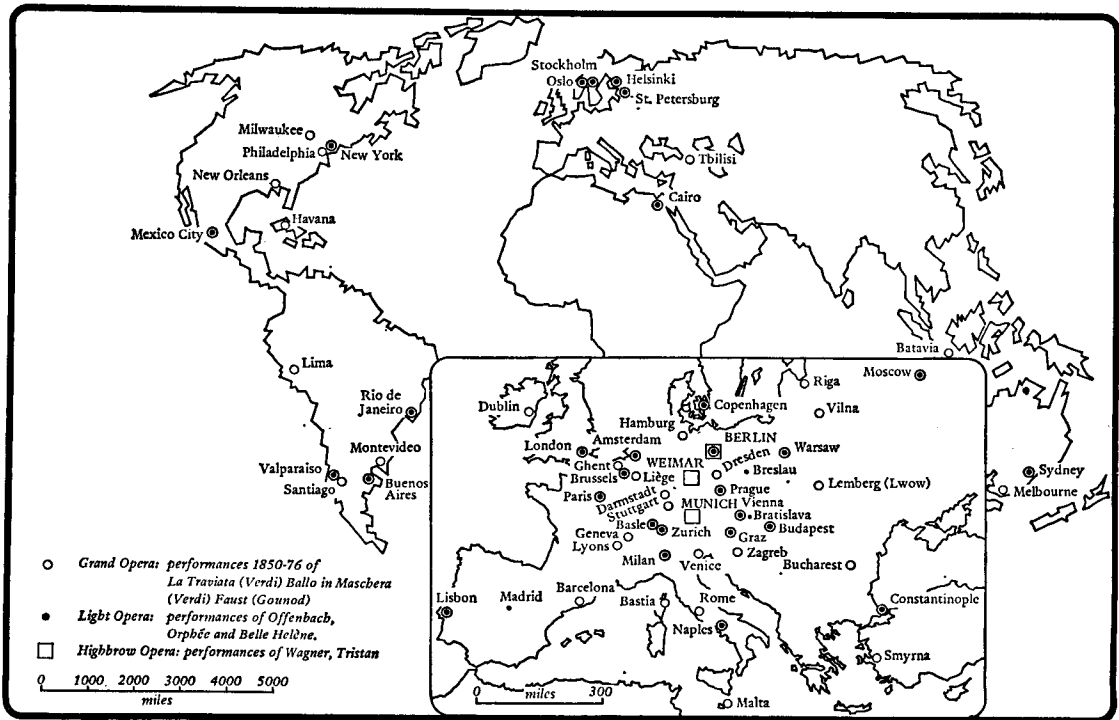 Stockholm
Oslo
Helsinki
St. Petersburg
Milwaukee
Philadelphia
New York
Tbilisi
New Orleans
Cairo
Havana
Mexico City
Batavia
Lima
Moscow
Riga
Rio de
Janeiro
Dublin
Copenhagen
Vilna
Hamburg
BERLIN
Montevideo
London
Amsterdam
Warsaw
Ghent
WEIMAR
Dresden
Breslau
Valparaiso
Brussels
Liège
Sydney
Santiago
Buenos
Aires
Paris
Darmstadt
Prague
Lemberg (Lwow)
Melbourne
Stuttgart
MUNICH
Vienna
Bratislava
Basle
Zurich
Budapest
Geneva
Graz
Lyons
Zagreb
Milan
Venice
Bucharest
Grand Opera: performances 1850-76 of
La Traviata (Verdi) Ballo in Maschera
(Verdi) Faust (Gounod)
Light Opera: performances of Offenbach,
Orphée and Belle Helène.
Highbrow Opera: performances of Wagner, Tristan
Lisbon
Madrid
Barcelona
Bastia
Rome
Constantinople
Naples
Smyrna
0 1000 2000 3000 4000 5000
miles
0 miles 300
Malta